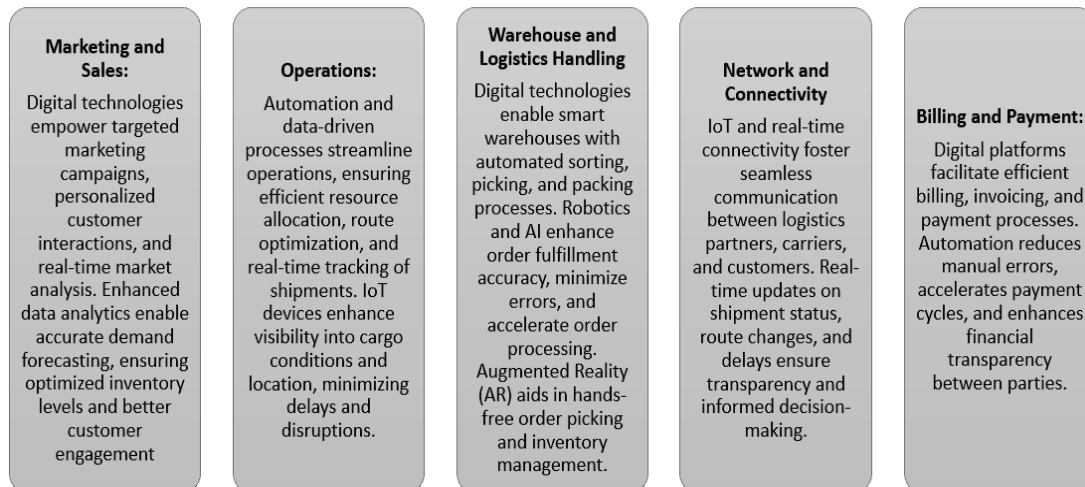 Marketing and
Sales:
Digital technologies
empower targeted
marketing
campaigns,
personalized
customer
interactions, and
real-time market
analysis. Enhanced
data analytics enable
accurate demand
forecasting, ensuring
optimized inventory
levels and better
customer
engagement
Operations:
Automation and
data-driven
processes streamline
operations, ensuring
efficient resource
allocation, route
optimization, and
real-time tracking of
shipments. IoT
devices enhance
visibility into cargo
conditions and
location, minimizing
delays and
disruptions.
Warehouse and
Logistics Handling
Digital technologies
enable smart
warehouses with
automated sorting,
picking, and packing
processes. Robotics
and AI enhance
order fulfillment
accuracy, minimize
errors, and
accelerate order
processing.
Augmented Reality
(AR) aids in hands-
free order picking
and inventory
management.
Network and
Connectivity
IoT and real-time
connectivity foster
seamless
communication
between logistics
partners, carriers,
and customers. Real-
time updates on
shipment status,
route changes, and
delays ensure
transparency and
informed decision-
making.
Billing and Payment:
Digital platforms
facilitate efficient
billing, invoicing, and
payment processes.
Automation reduces
manual errors,
accelerates payment
cycles, and enhances
financial
transparency
between parties.